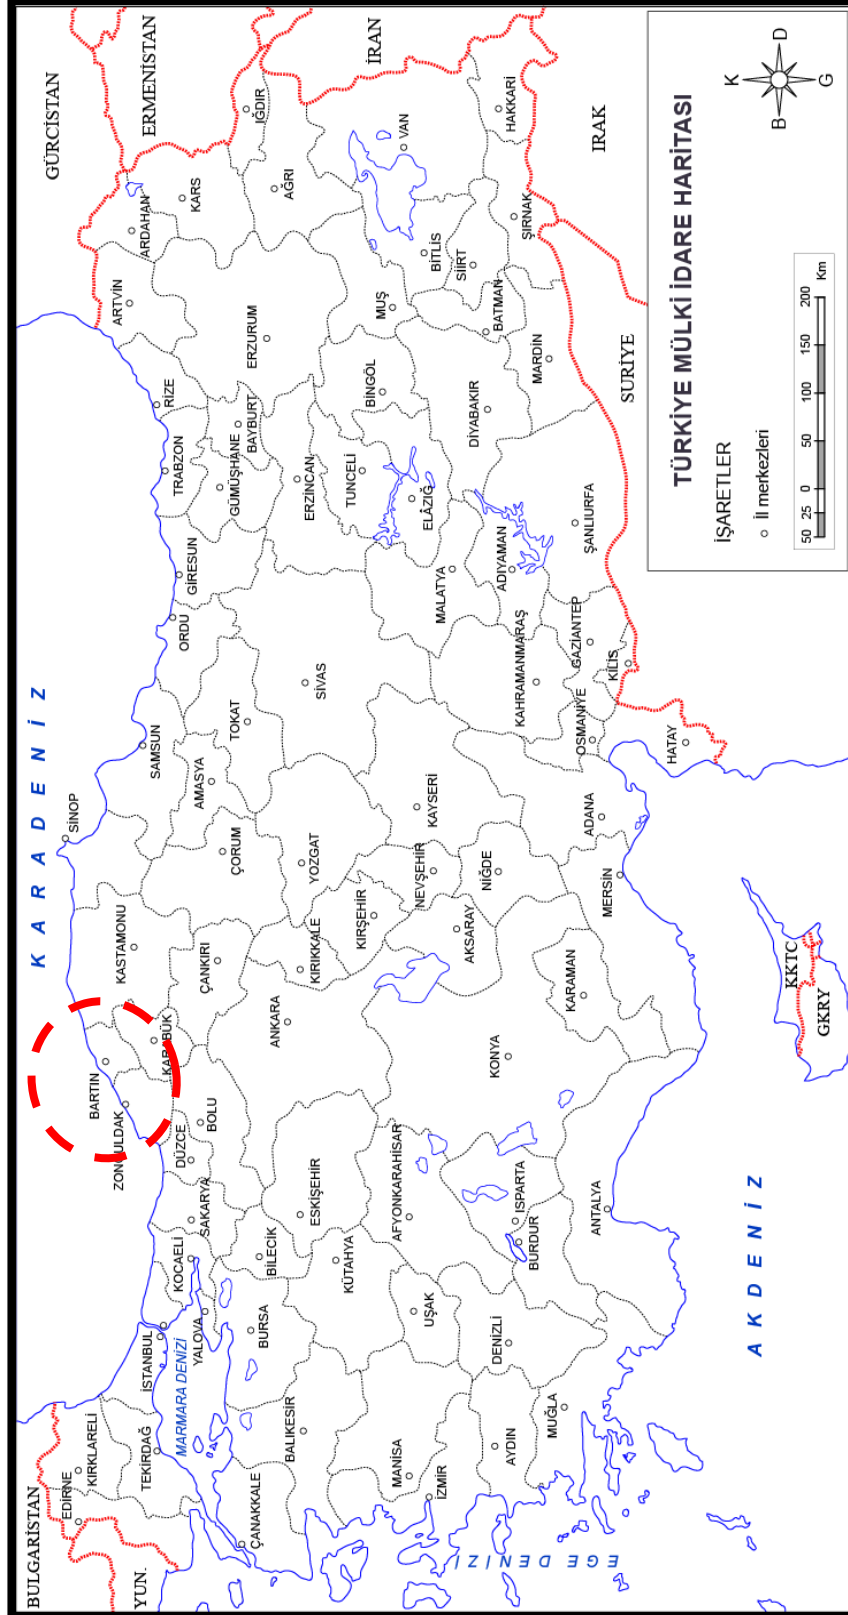 BULGARİSTAN
YUN.
GÜRCİSTAN
ERMENİSTAN
İRAN
IRAK
SURİYE
K A R A D E N İ Z
MARMARA DENİZİ
E G E D E N İ Z İ
A K D E N İ Z
KKTC
GKRY
EDİRNE
KIRKLARELİ
TEKİRDAĞ
İSTANBUL
ÇANAKKALE
BALIKESİR
YALOVA
KOCAELİ
BURSA
BİLECİK
SAKARYA
DÜZCE
BOLU
ZONGULDAK
BARTIN
KARABÜK
KASTAMONU
SİNOP
ÇANKIRI
ÇORUM
SAMSUN
AMASYA
TOKAT
ORDU
GİRESUN
TRABZON
GÜMÜŞHANE
BAYBURT
RİZE
ARTVİN
ARDAHAN
KARS
IĞDIR
AĞRI
ERZURUM
ERZİNCAN
TUNCELİ
BİNGÖL
ELAZIĞ
MUŞ
BİTLİS
VAN
HAKKARİ
ŞIRNAK
SİİRT
BATMAN
MARDİN
DİYABAKIR
ŞANLIURFA
ADIYAMAN
MALATYA
SİVAS
KAHRAMANMARAŞ
GAZİANTEP
KİLİS
OSMANİYE
HATAY
ADANA
MERSİN
KAYSERİ
YOZGAT
NEVŞEHİR
NİĞDE
KIRŞEHİR
KIRIKKALE
AKSARAY
ANKARA
KONYA
KARAMAN
ESKİŞEHİR
KÜTAHYA
AFYONKARAHİSAR
ISPARTA
BURDUR
ANTALYA
UŞAK
DENİZLİ
MANİSA
İZMİR
AYDIN
MUĞLA
TÜRKİYE MÜLKİ İDARE HARİTASI
İŞARETLER
İl merkezleri
50 25 0 50 100 150 200
Km
K
B D
G